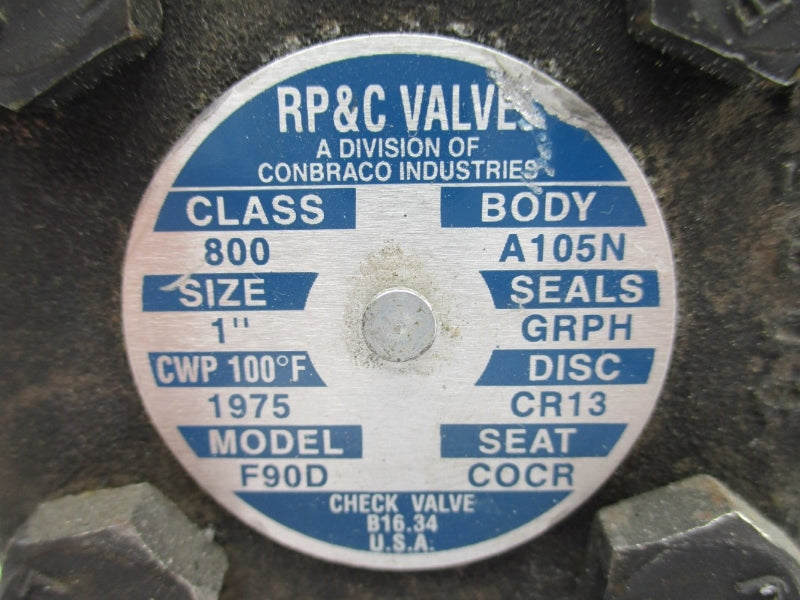 RP&C VALVES
A DIVISION OF
CONBRACO INDUSTRIES
CLASS BODY
800 A105N
SIZE SEALS
1" GRPH
CWP 100°F DISC
1975 CR13
MODEL SEAT
F90D COCR
CHECK VALVE
B16.34
U.S.A.